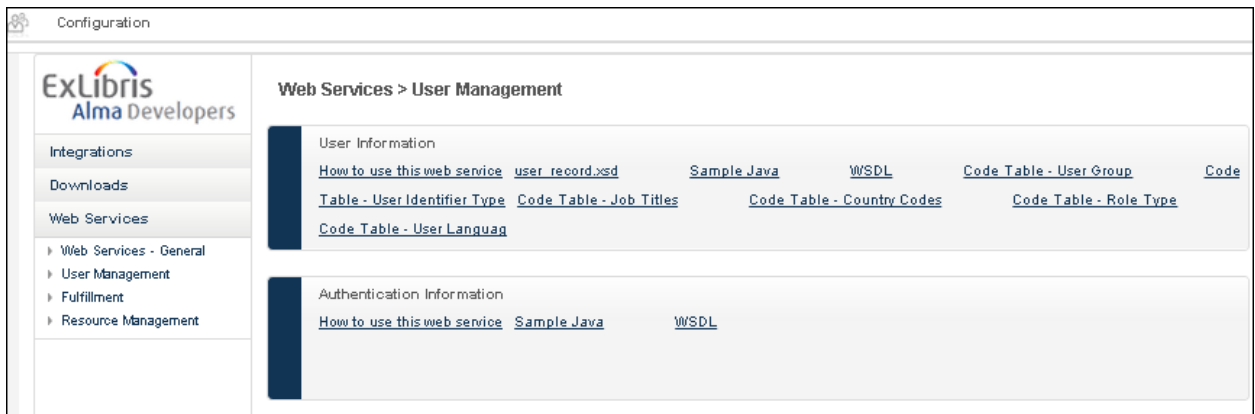 Configuration
ExLibris
Alma Developers
Integrations
Downloads
Web Services
Web Services - General
User Management
Fulfillment
Resource Management
Web Services > User Management
User Information
How to use this web service user_record.xsd Sample Java WSDL Code Table - User Group Code
Table - User Identifier Type Code Table - Job Titles Code Table - Country Codes Code Table - Role Type
Code Table - User Languag
Authentication Information
How to use this web service Sample Java WSDL